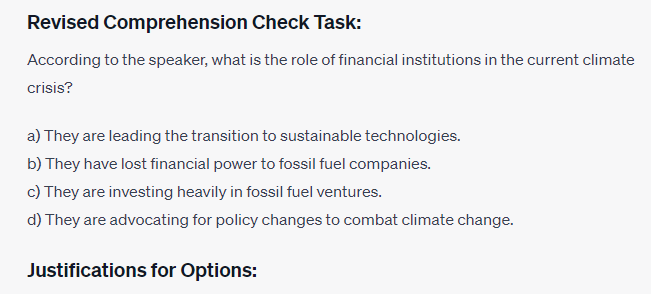 Revised Comprehension Check Task:
According to the speaker, what is the role of financial institutions in the current climate
crisis?
a) They are leading the transition to sustainable technologies.
b) They have lost financial power to fossil fuel companies.
c) They are investing heavily in fossil fuel ventures.
d) They are advocating for policy changes to combat climate change.
Justifications for Options: